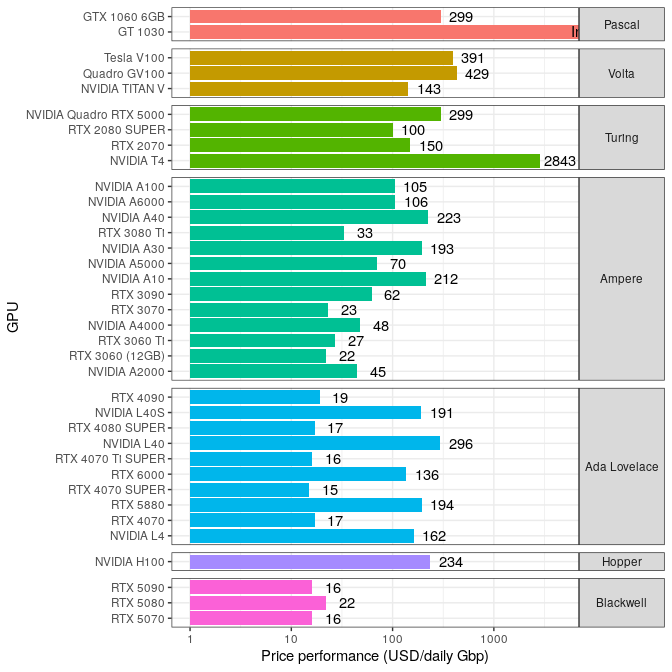 GTX 1060 6GB 299
GT 1030
Pascal
Tesla V100 391
Quadro GV100 429
NVIDIA TITAN V 143
Volta
NVIDIA Quadro RTX 5000 299
RTX 2080 SUPER 100
RTX 2070 150
NVIDIA T4 2843
Turing
NVIDIA A100 105
NVIDIA A6000 106
NVIDIA A40 223
RTX 3080 Ti 33
NVIDIA A30 193
NVIDIA A5000 70
NVIDIA A10 212
RTX 3090 62
RTX 3070 23
NVIDIA A4000 48
RTX 3060 Ti 27
RTX 3060 (12GB) 22
NVIDIA A2000 45
Ampere
RTX 4090 19
NVIDIA L40S 191
RTX 4080 SUPER 17
NVIDIA L40 296
RTX 4070 Ti SUPER 16
RTX 6000 136
RTX 4070 SUPER 15
RTX 5880 194
RTX 4070 17
NVIDIA L4 162
Ada Lovelace
NVIDIA H100 234
Hopper
RTX 5090 16
RTX 5080 22
RTX 5070 16
Blackwell
GPU
1 10 100 1000
Price performance (USD/daily Gbp)